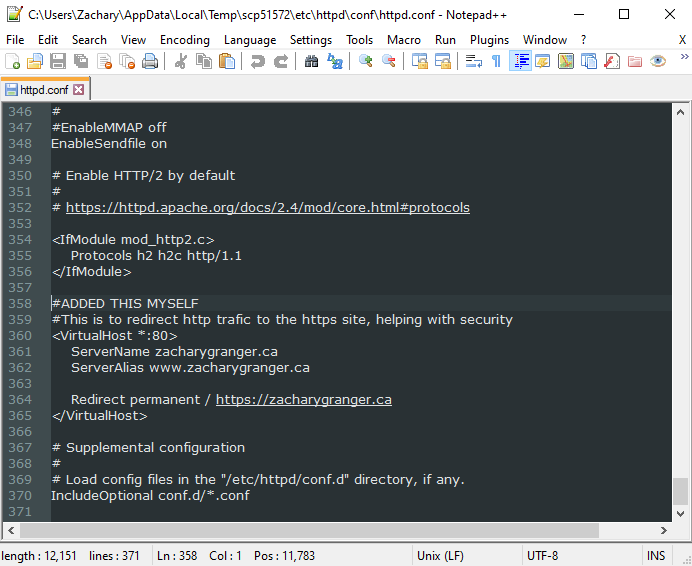 C:\Users\Zachary\AppData\Local\Temp\scp51572\etc\httpd\conf\httpd.conf - Notepad++
File Edit Search View Encoding Language Settings Tools Macro Run Plugins Window ? X
httpd.conf
346 #
347 #EnableMMAP off
348 EnableSendfile on
349
350 # Enable HTTP/2 by default
351 #
352 # https://httpd.apache.org/docs/2.4/mod/core.html#protocols
353
354 <IfModule mod_http2.c>
355 Protocols h2 h2c http/1.1
356 </IfModule>
357
358 #ADDED THIS MYSELF
359 #This is to redirect http trafic to the https site, helping with security
360 <VirtualHost *:80>
361 ServerName zacharygranger.ca
362 ServerAlias www.zacharygranger.ca
363
364 Redirect permanent / https://zacharygranger.ca
365 </VirtualHost>
366
367 # Supplemental configuration
368 #
369 # Load config files in the "/etc/httpd/conf.d" directory, if any.
370 IncludeOptional conf.d/*.conf
371
length : 12,151 lines : 371 Ln : 358 Col : 1 Pos : 11,783 Unix (LF) UTF-8 INS